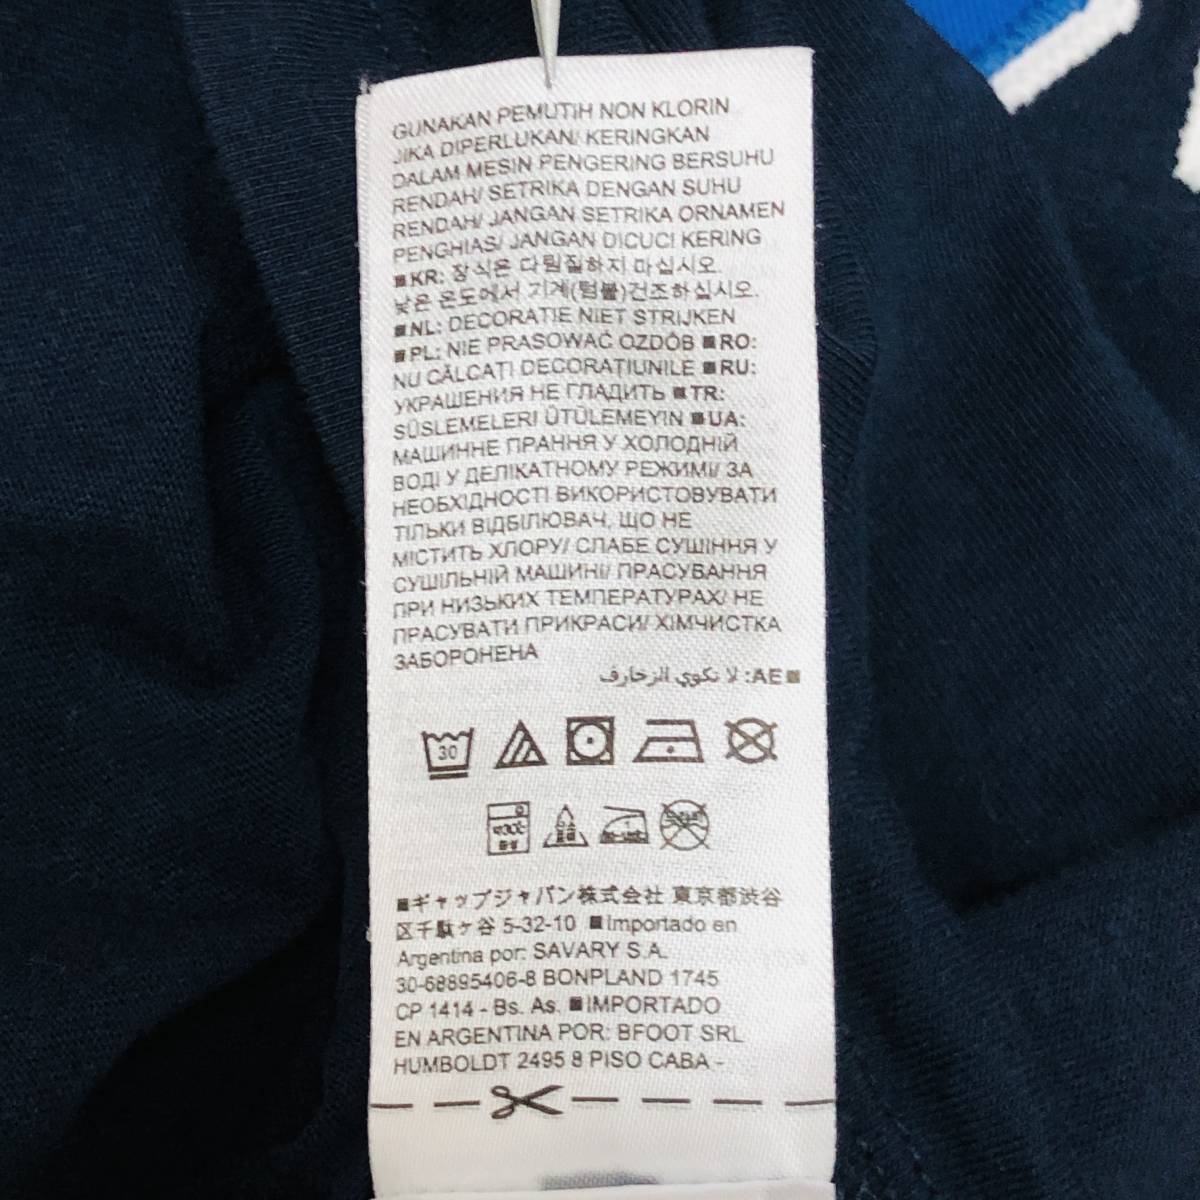 GUNAKAN PEMUTIH NON KLORIN
JIKA DIPERLUKAN/ KERINGKAN
DALAM MESIN PENGERING BERSUHU
RENDAH/ SETRIKA DENGAN SUHU
RENDAH/ JANGAN SETRIKA ORNAMEN
PENGHIAS/ JANGAN DICUCI KERING
■KR: 장식은 다림질하지 마십시오.
낮은 온도에서 기계(텀블)건조하십시오.
■NL: DECORATIE NIET STRIJKEN
■PL: NIE PRASOWAĆ OZDÓB ■RO:
NU CĂLCAȚI DECORAȚIUNILE ■RU:
УКРАШЕНИЯ НЕ ГЛАДИТЬ ■TR:
SÜSLEMELERİ ÜTÜLEMEYİN ■UA:
МАШИННЕ ПРАННЯ У ХОЛОДНІЙ
ВОДІ У ДЕЛІКАТНОМУ РЕЖИМІ/ ЗА
НЕОБХІДНОСТІ ВИКОРИСТОВУВАТИ
ТІЛЬКИ ВІДБІЛЮВАЧ, ЩО НЕ
МІСТИТЬ ХЛОРУ/ СЛАБЕ СУШІННЯ У
СУШИЛЬНІЙ МАШИНІ/ ПРАСУВАННЯ
ПРИ НИЗЬКИХ ТЕМПЕРАТУРАХ/ НЕ
ПРАСУВАТИ ПРИКРАСИ/ ХІМЧИСТКА
ЗАБОРОНЕНА
■AE: لا تكوي الزخارف
30
■ギャップジャパン株式会社 東京都渋谷
区千駄ヶ谷 5-32-10 ■Importado en
Argentina por: SAVARY S.A.
30-68895406-8 BONPLAND 1745
CP 1414 - Bs. As. ■IMPORTADO
EN ARGENTINA POR: BFOOT SRL
HUMBOLDT 2495 8 PISO CABA -